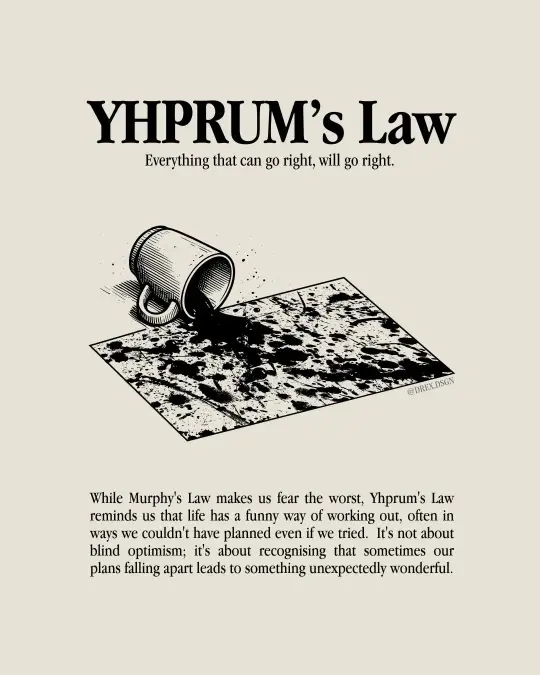 YHPRUM’s Law
Everything that can go right, will go right.
@DREX.DSGN
While Murphy's Law makes us fear the worst, Yhprum's Law
reminds us that life has a funny way of working out, often in
ways we couldn't have planned even if we tried.  It's not about
blind optimism; it's about recognising that sometimes our
plans falling apart leads to something unexpectedly wonderful.